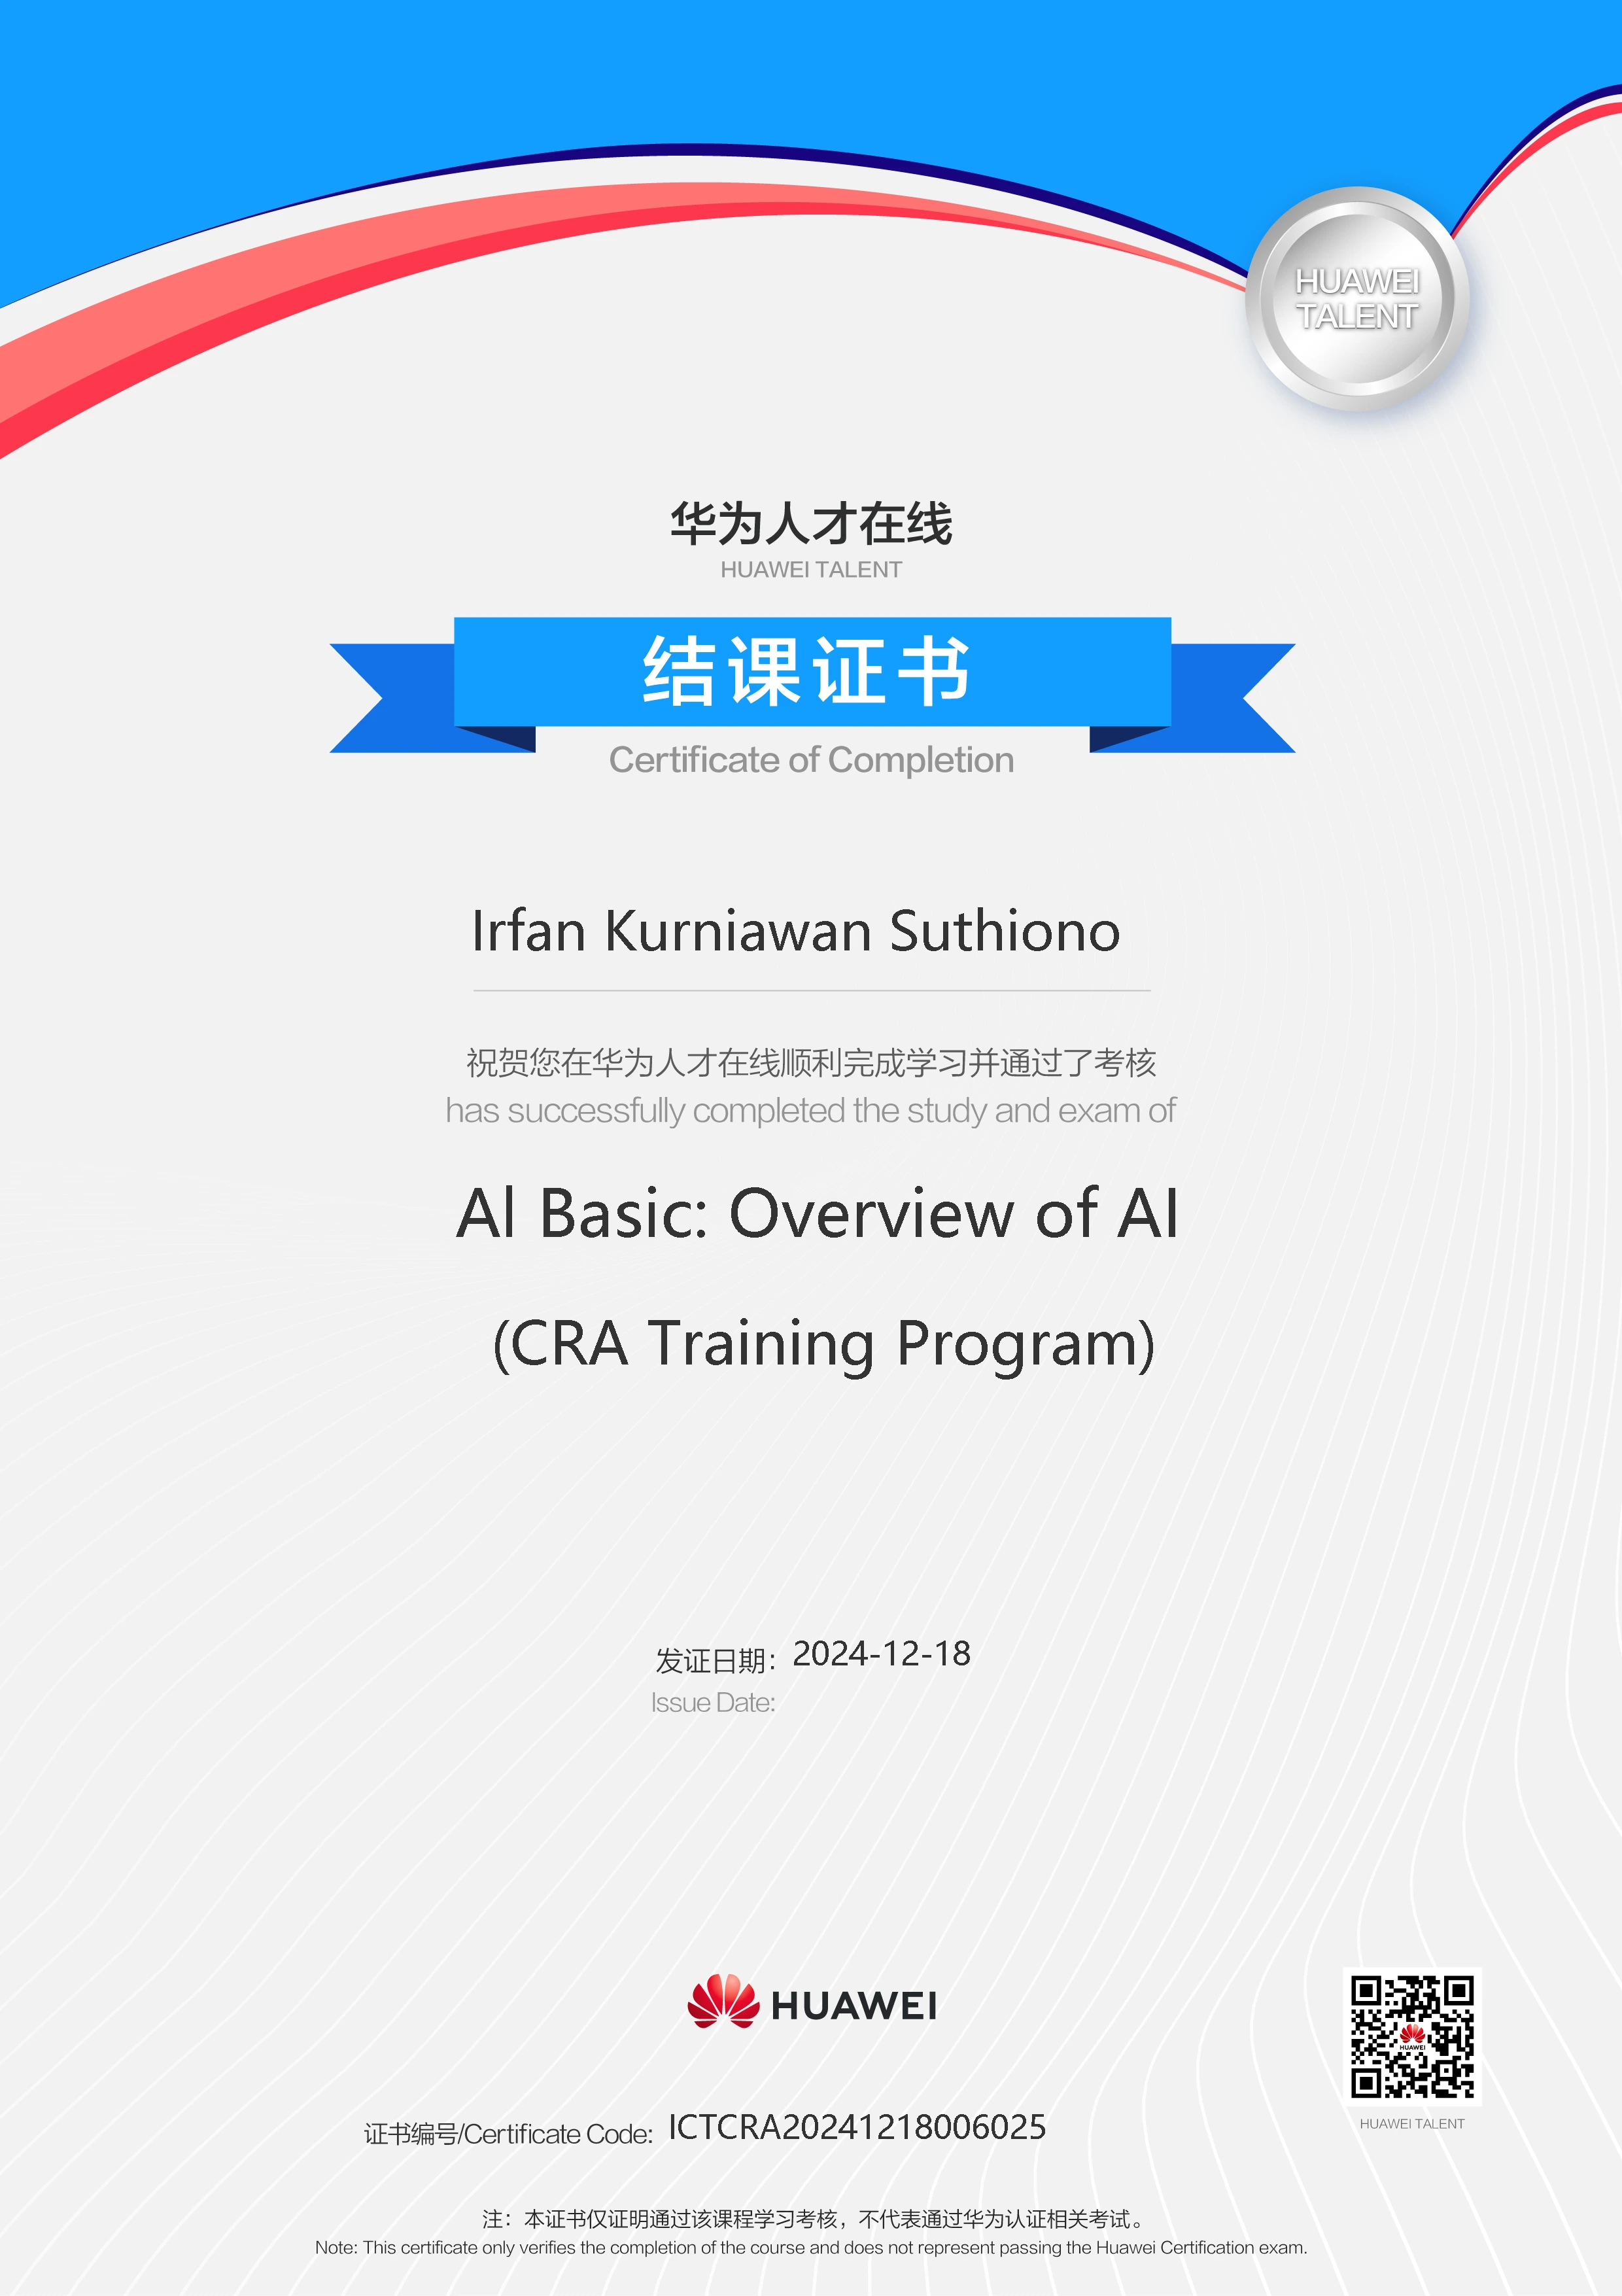 HUAWEI
TALENT
华为人才在线
HUAWEI TALENT
结课证书
Certificate of Completion
Irfan Kurniawan Suthiono
祝贺您在华为人才在线顺利完成学习并通过了考核
has successfully completed the study and exam of
Al Basic: Overview of AI
(CRA Training Program)
发证日期：2024-12-18
Issue Date:
HUAWEI
HUAWEI
HUAWEI TALENT
证书编号/Certificate Code: ICTCRA20241218006025
注：本证书仅证明通过该课程学习考核，不代表通过华为认证相关考试。
Note: This certificate only verifies the completion of the course and does not represent passing the Huawei Certification exam.